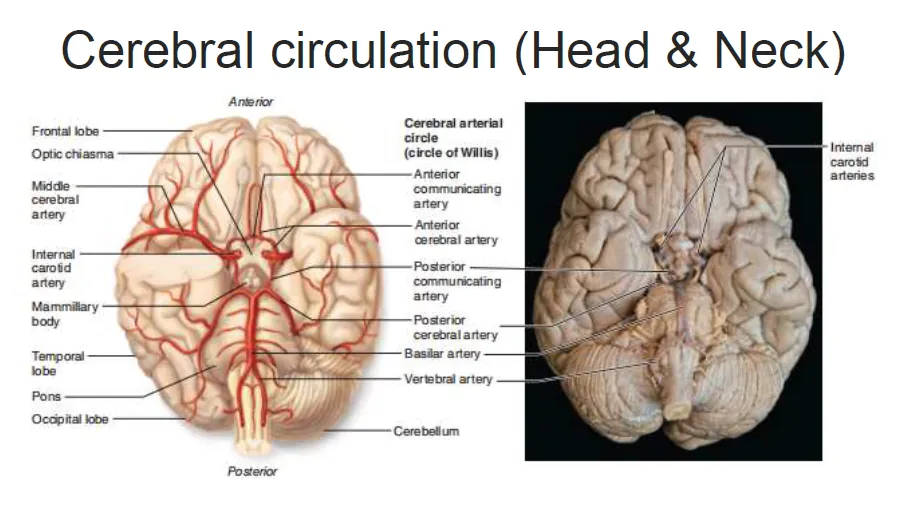 Cerebral circulation (Head & Neck)
Anterior
Frontal lobe
Optic chiasma
Middle
cerebral
artery
Internal
carotid
artery
Mammillary
body
Temporal
lobe
Pons
Occipital lobe
Posterior
Cerebral arterial
circle
(circle of Willis)
Anterior
communicating
artery
Anterior
cerebral artery
Posterior
communicating
artery
Posterior
cerebral artery
Basilar artery
Vertebral artery
Cerebellum
Internal
carotid
arteries